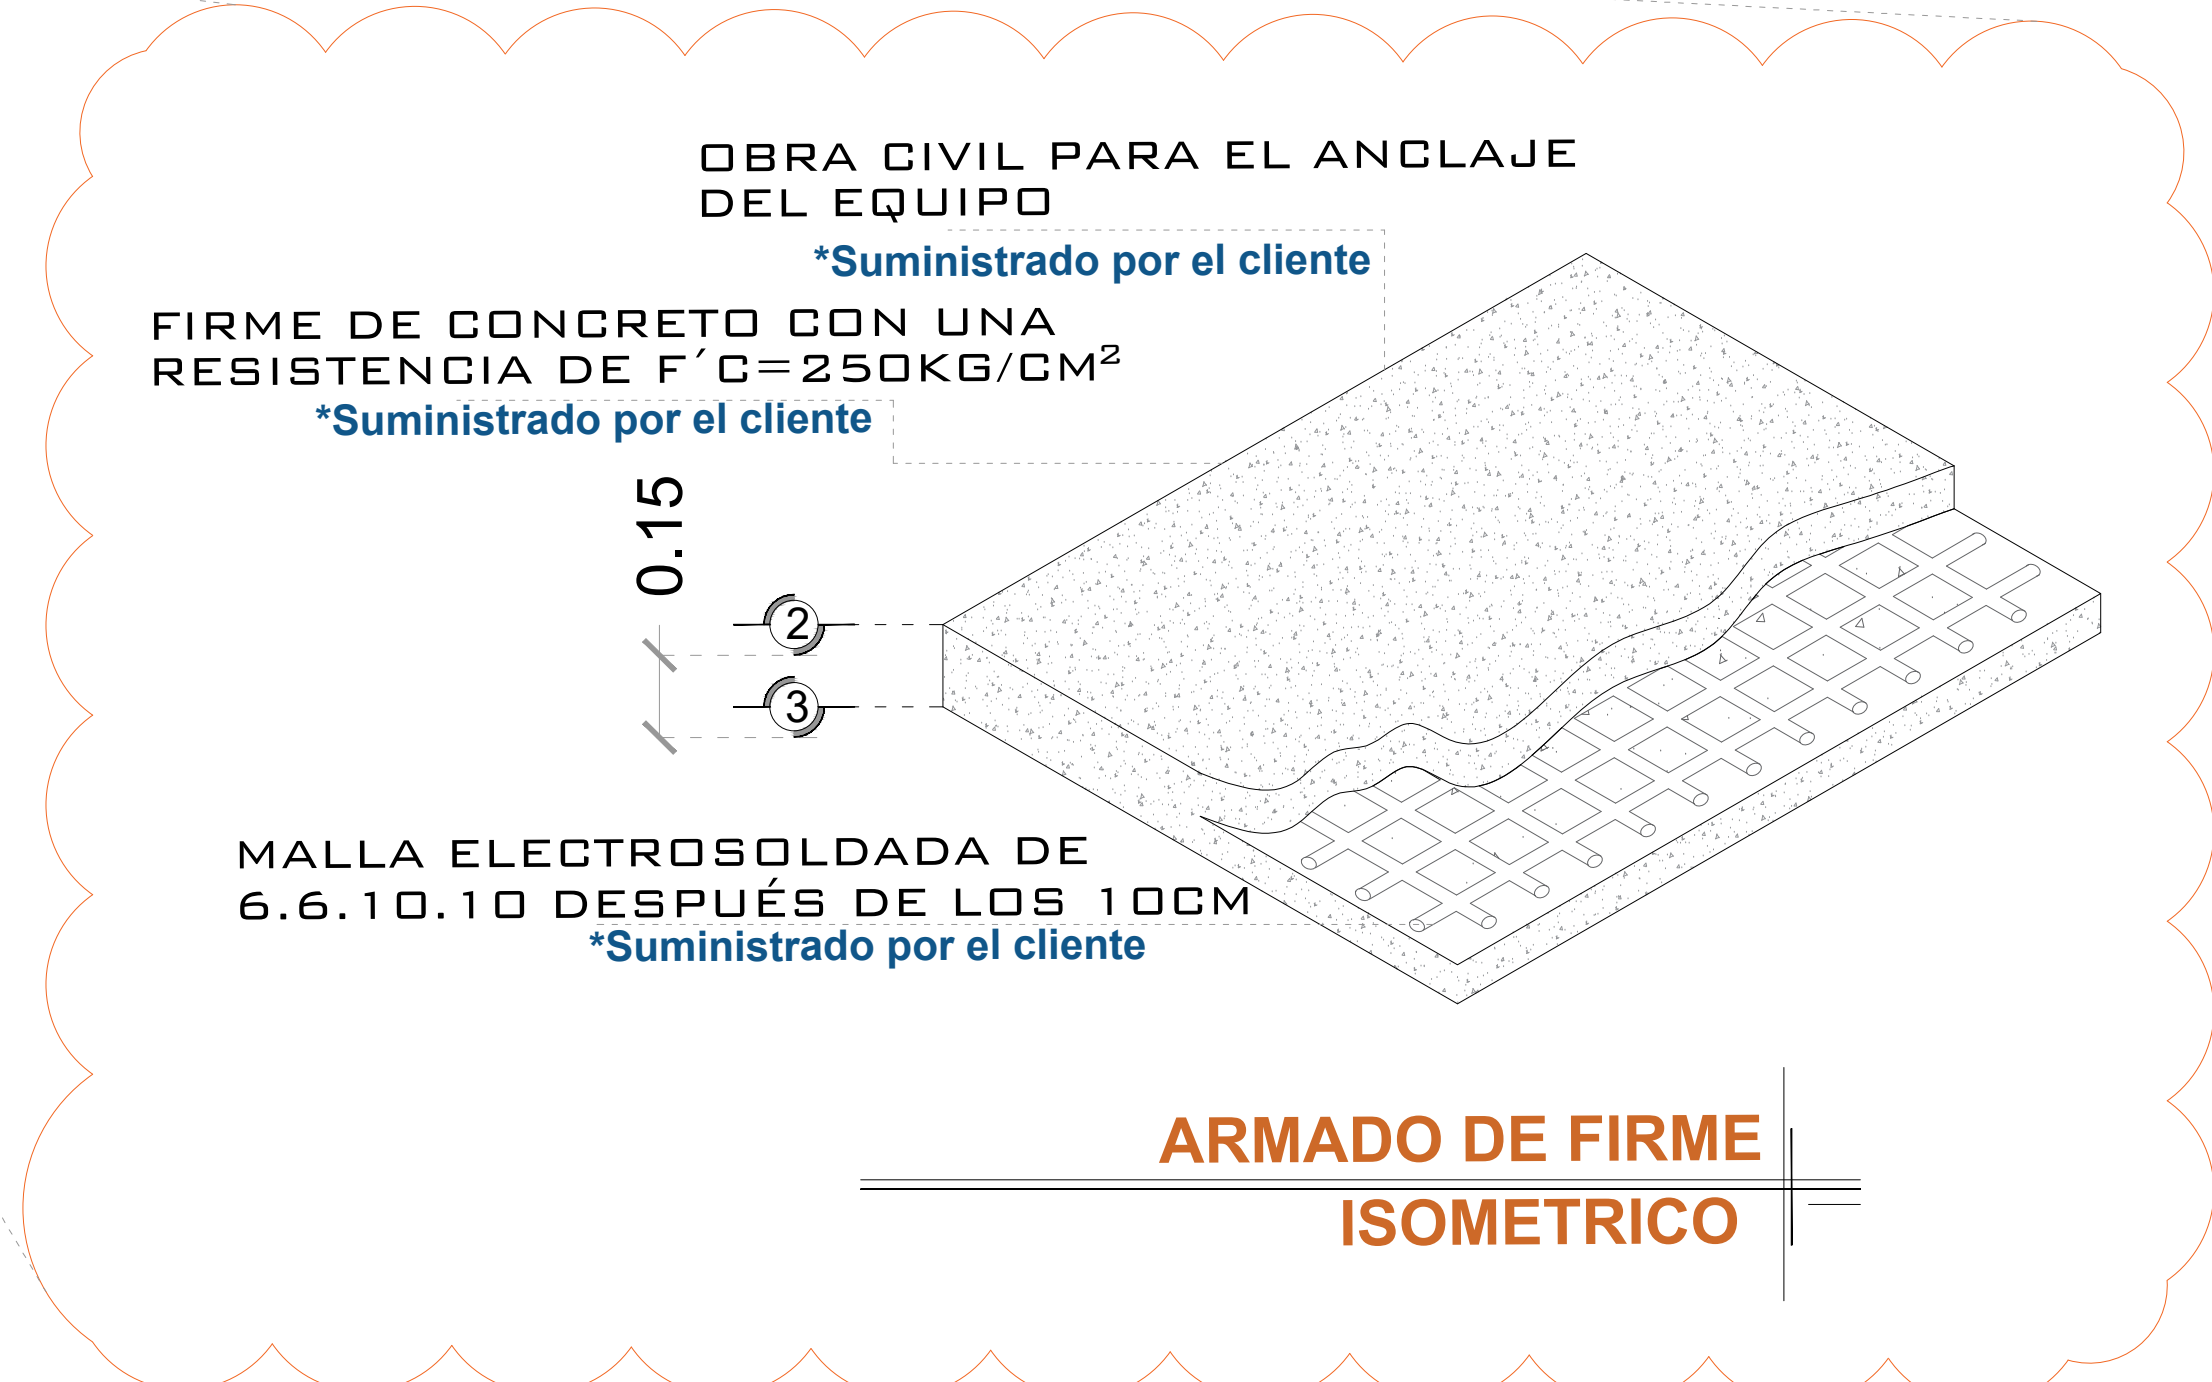 OBRA CIVIL PARA EL ANCLAJE
DEL EQUIPO
*Suministrado por el cliente
FIRME DE CONCRETO CON UNA
RESISTENCIA DE F´C=250KG/CM²
*Suministrado por el cliente
0.15
2
3
MALLA ELECTROSOLDADA DE
6.6.10.10 DESPUÉS DE LOS 10CM
*Suministrado por el cliente
ARMADO DE FIRME
ISOMETRICO